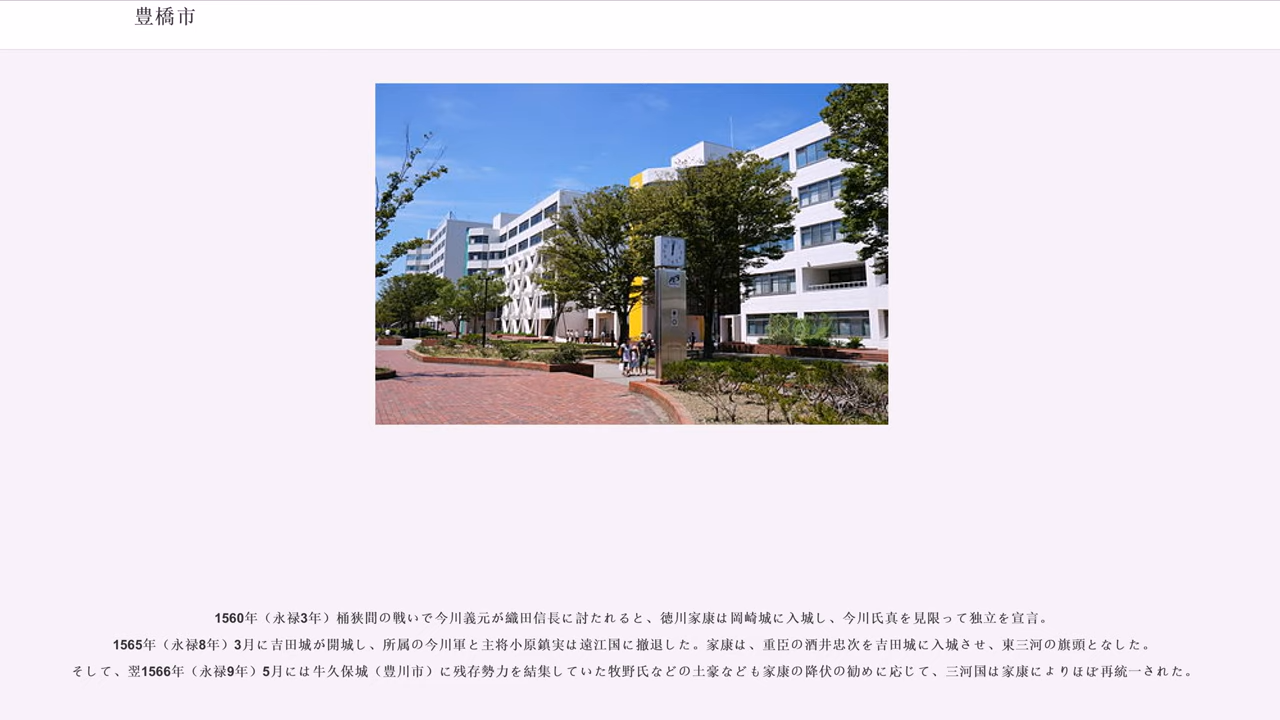 豊橋市
1560年（永禄3年）桶狭間の戦いで今川義元が織田信長に討たれると、徳川家康は岡崎城に入城し、今川氏真を見限って独立を宣言。
1565年（永禄8年）3月に吉田城が開城し、所属の今川軍と主将小原鎮実は遠江国に撤退した。家康は、重臣の酒井忠次を吉田城に入城させ、東三河の旗頭となした。
そして、翌1566年（永禄9年）5月には牛久保城（豊川市）に残存勢力を結集していた牧野氏などの土豪なども家康の降伏の勧めに応じて、三河国は家康によりほぼ再統一された。